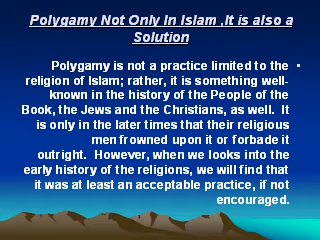 Polygamy Not Only In Islam ,It is also a
Solution
Polygamy is not a practice limited to the •
religion of Islam; rather, it is something well-
known in the history of the People of the
Book, the Jews and the Christians, as well.  It
is only in the later times that their religious
men frowned upon it or forbade it
outright.  However, when we looks into the
early history of the religions, we will find that
it was at least an acceptable practice, if not
encouraged.